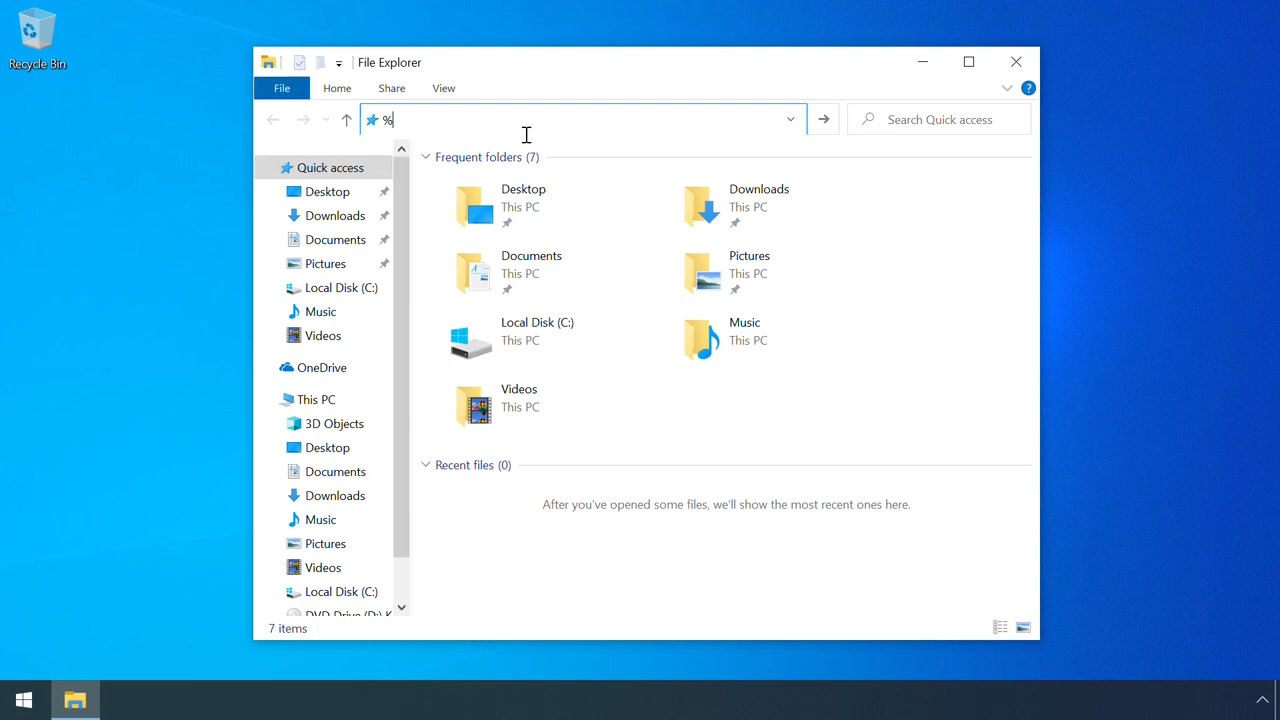 Recycle Bin
File Explorer
File
Home
Share
View
%
Search Quick access
Quick access
Desktop
Downloads
Documents
Pictures
Local Disk (C:)
Music
Videos
OneDrive
This PC
3D Objects
Desktop
Documents
Downloads
Music
Pictures
Videos
Local Disk (C:)
DVD Drive (D:) K
Frequent folders (7)
Desktop
This PC
Downloads
This PC
Documents
This PC
Pictures
This PC
Local Disk (C:)
This PC
Music
This PC
Videos
This PC
Recent files (0)
After you've opened some files, we'll show the most recent ones here.
7 items